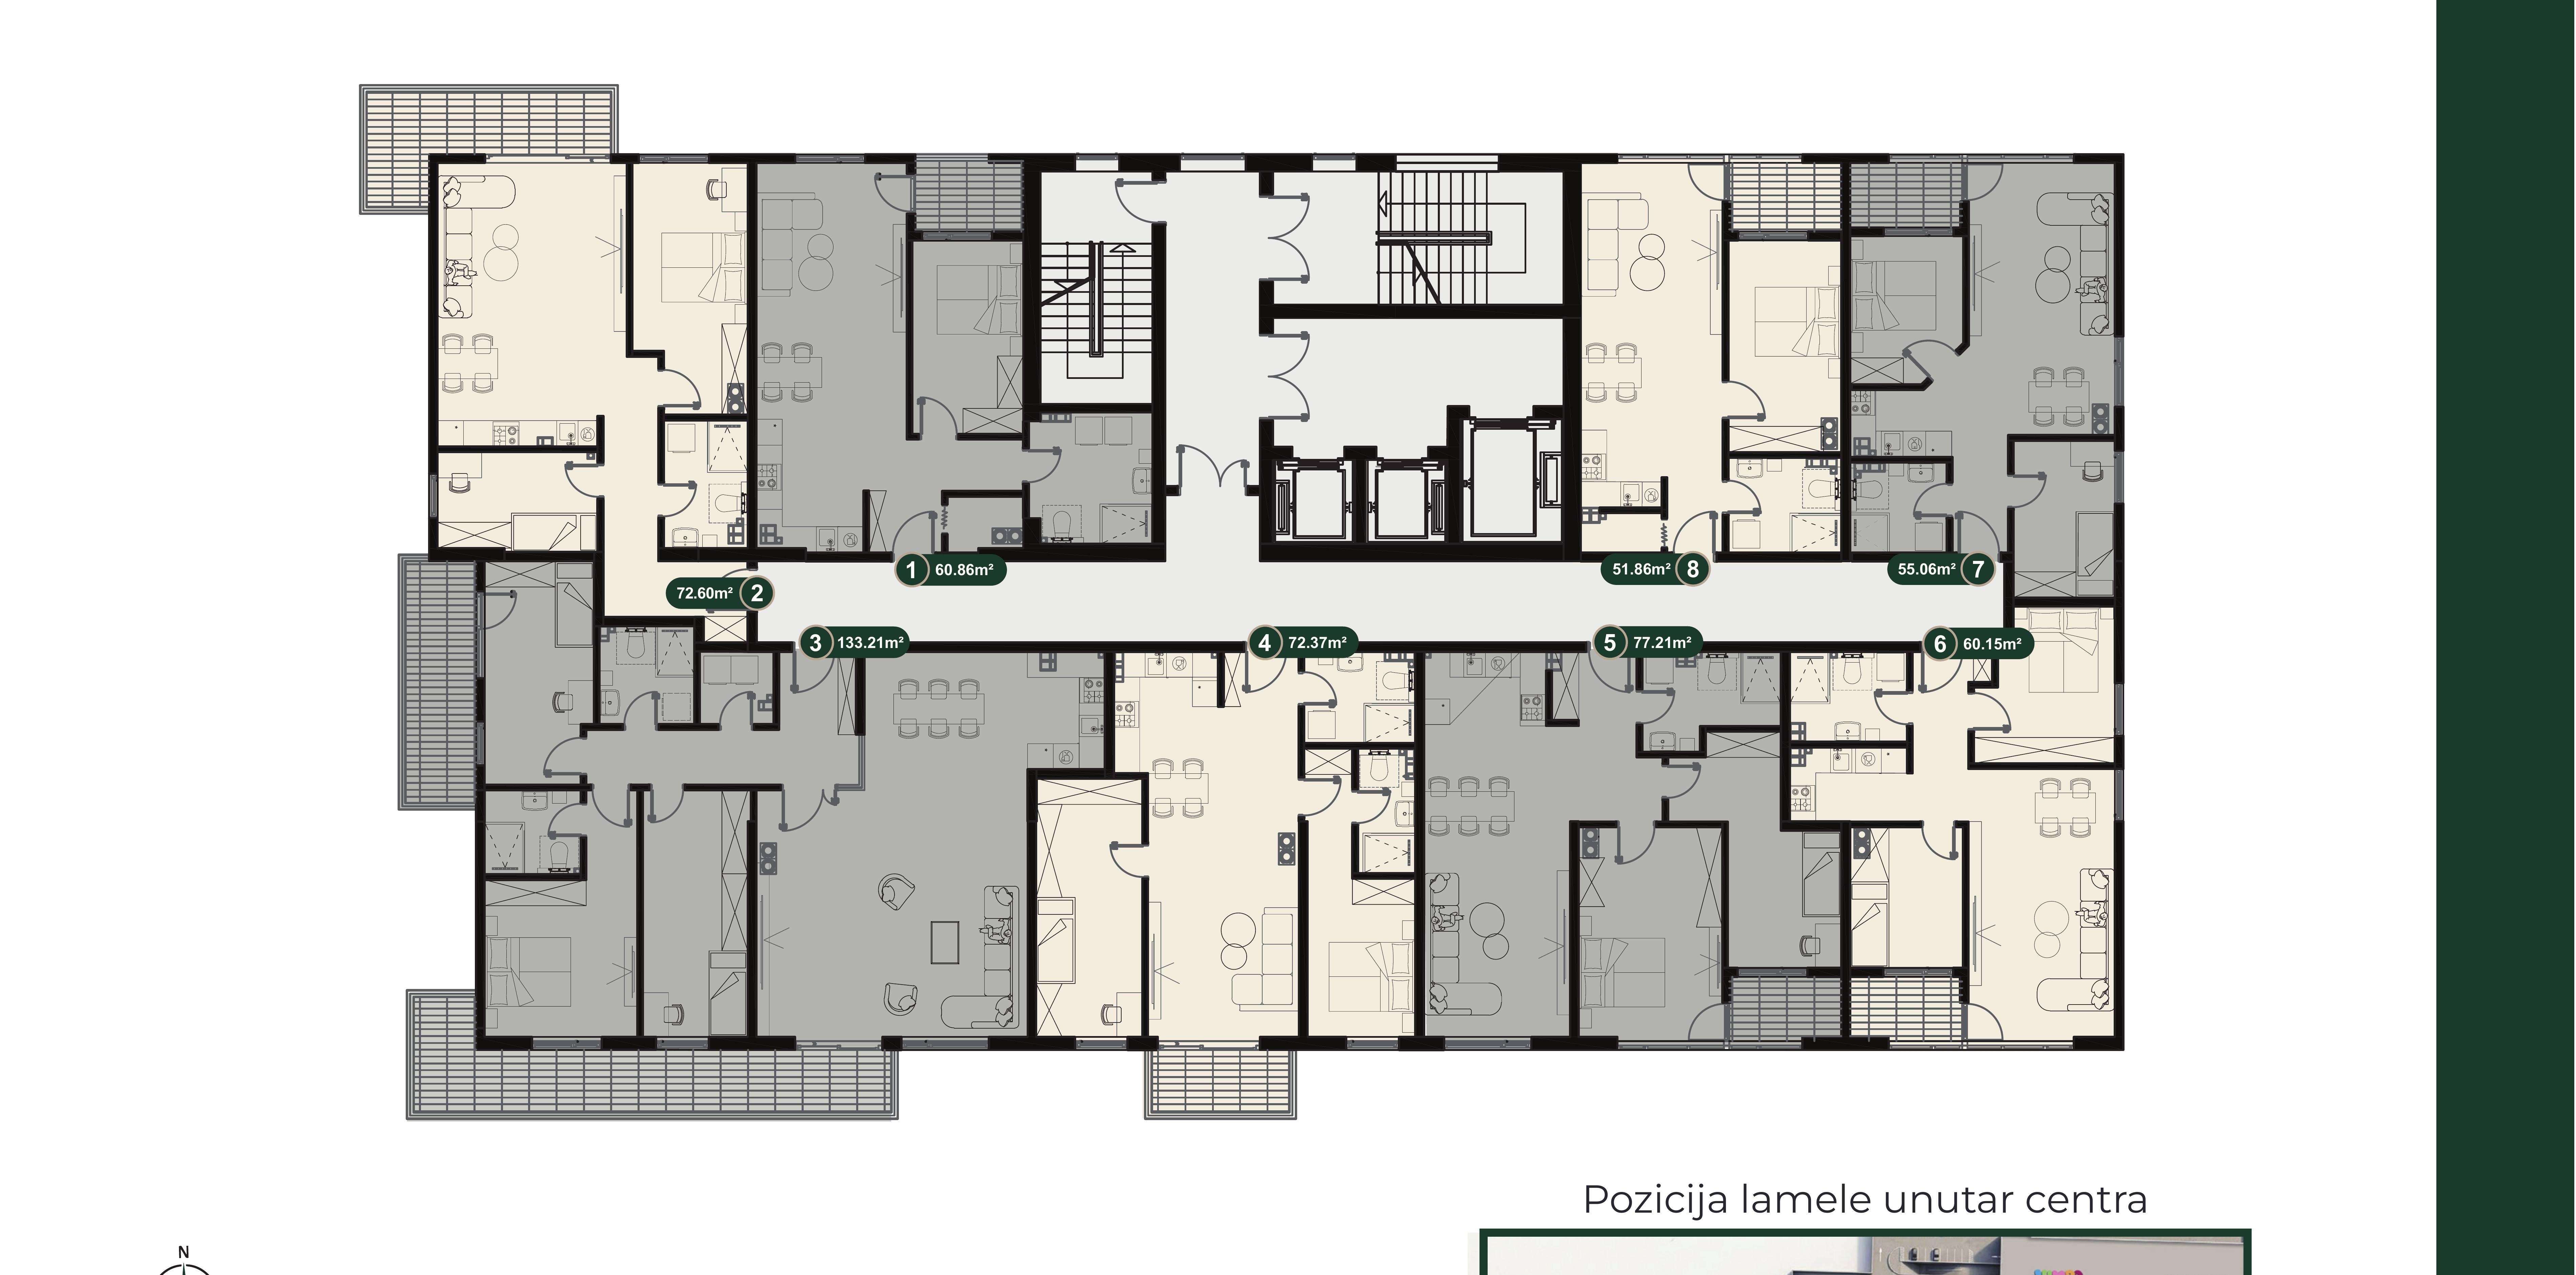 1 60.86m²
51.86m² 8
55.06m² 7
72.60m² 2
3 133.21m²
4 72.37m²
5 77.21m²
6 60.15m²
Pozicija lamele unutar centra
N